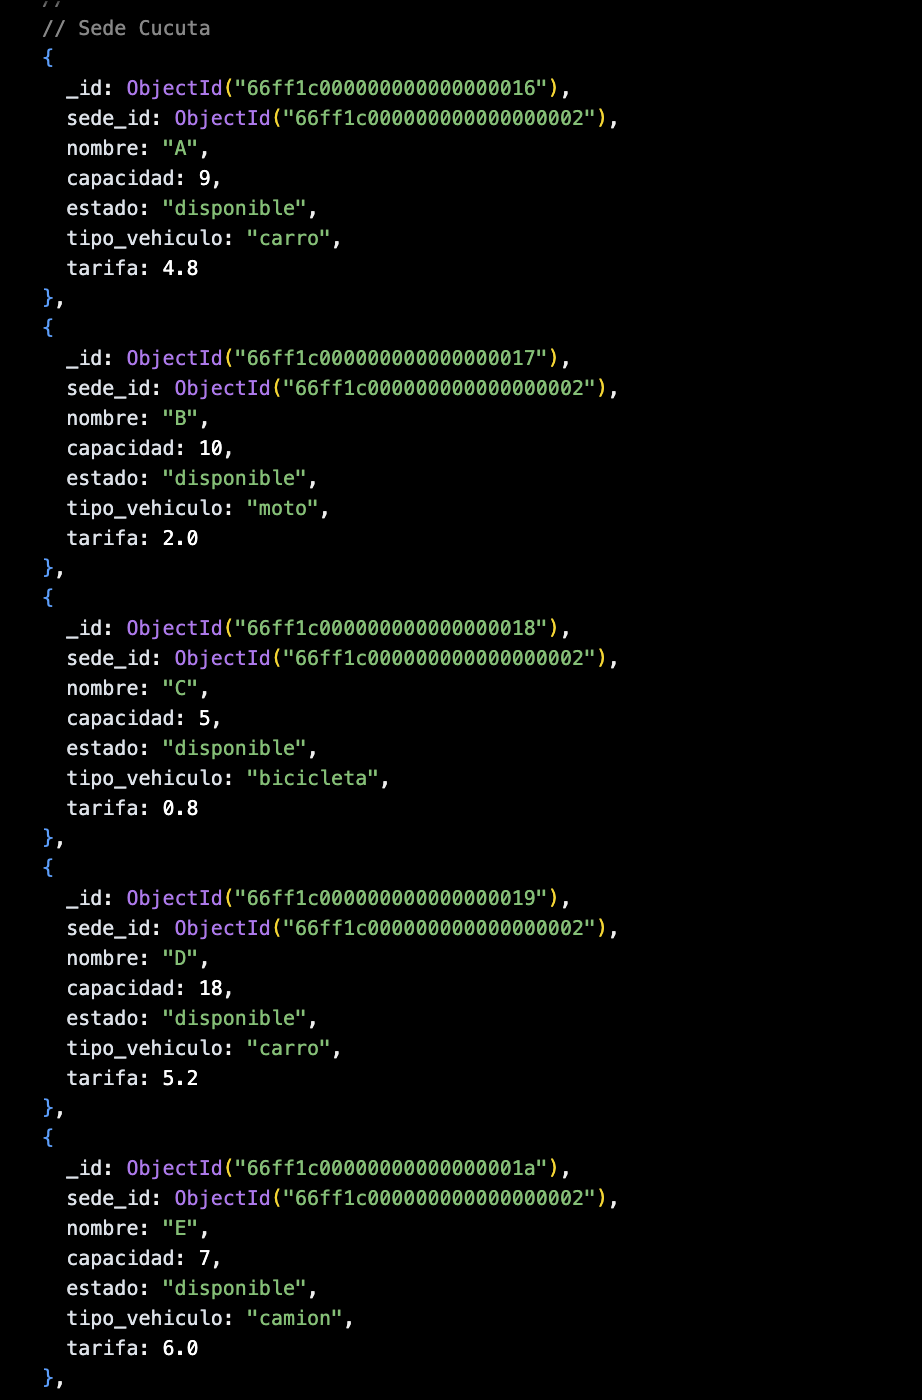 //
// Sede Cucuta
{
  _id: ObjectId("66ff1c000000000000000016"),
  sede_id: ObjectId("66ff1c000000000000000002"),
  nombre: "A",
  capacidad: 9,
  estado: "disponible",
  tipo_vehiculo: "carro",
  tarifa: 4.8
},
{
  _id: ObjectId("66ff1c000000000000000017"),
  sede_id: ObjectId("66ff1c000000000000000002"),
  nombre: "B",
  capacidad: 10,
  estado: "disponible",
  tipo_vehiculo: "moto",
  tarifa: 2.0
},
{
  _id: ObjectId("66ff1c000000000000000018"),
  sede_id: ObjectId("66ff1c000000000000000002"),
  nombre: "C",
  capacidad: 5,
  estado: "disponible",
  tipo_vehiculo: "bicicleta",
  tarifa: 0.8
},
{
  _id: ObjectId("66ff1c000000000000000019"),
  sede_id: ObjectId("66ff1c000000000000000002"),
  nombre: "D",
  capacidad: 18,
  estado: "disponible",
  tipo_vehiculo: "carro",
  tarifa: 5.2
},
{
  _id: ObjectId("66ff1c00000000000000001a"),
  sede_id: ObjectId("66ff1c000000000000000002"),
  nombre: "E",
  capacidad: 7,
  estado: "disponible",
  tipo_vehiculo: "camion",
  tarifa: 6.0
},